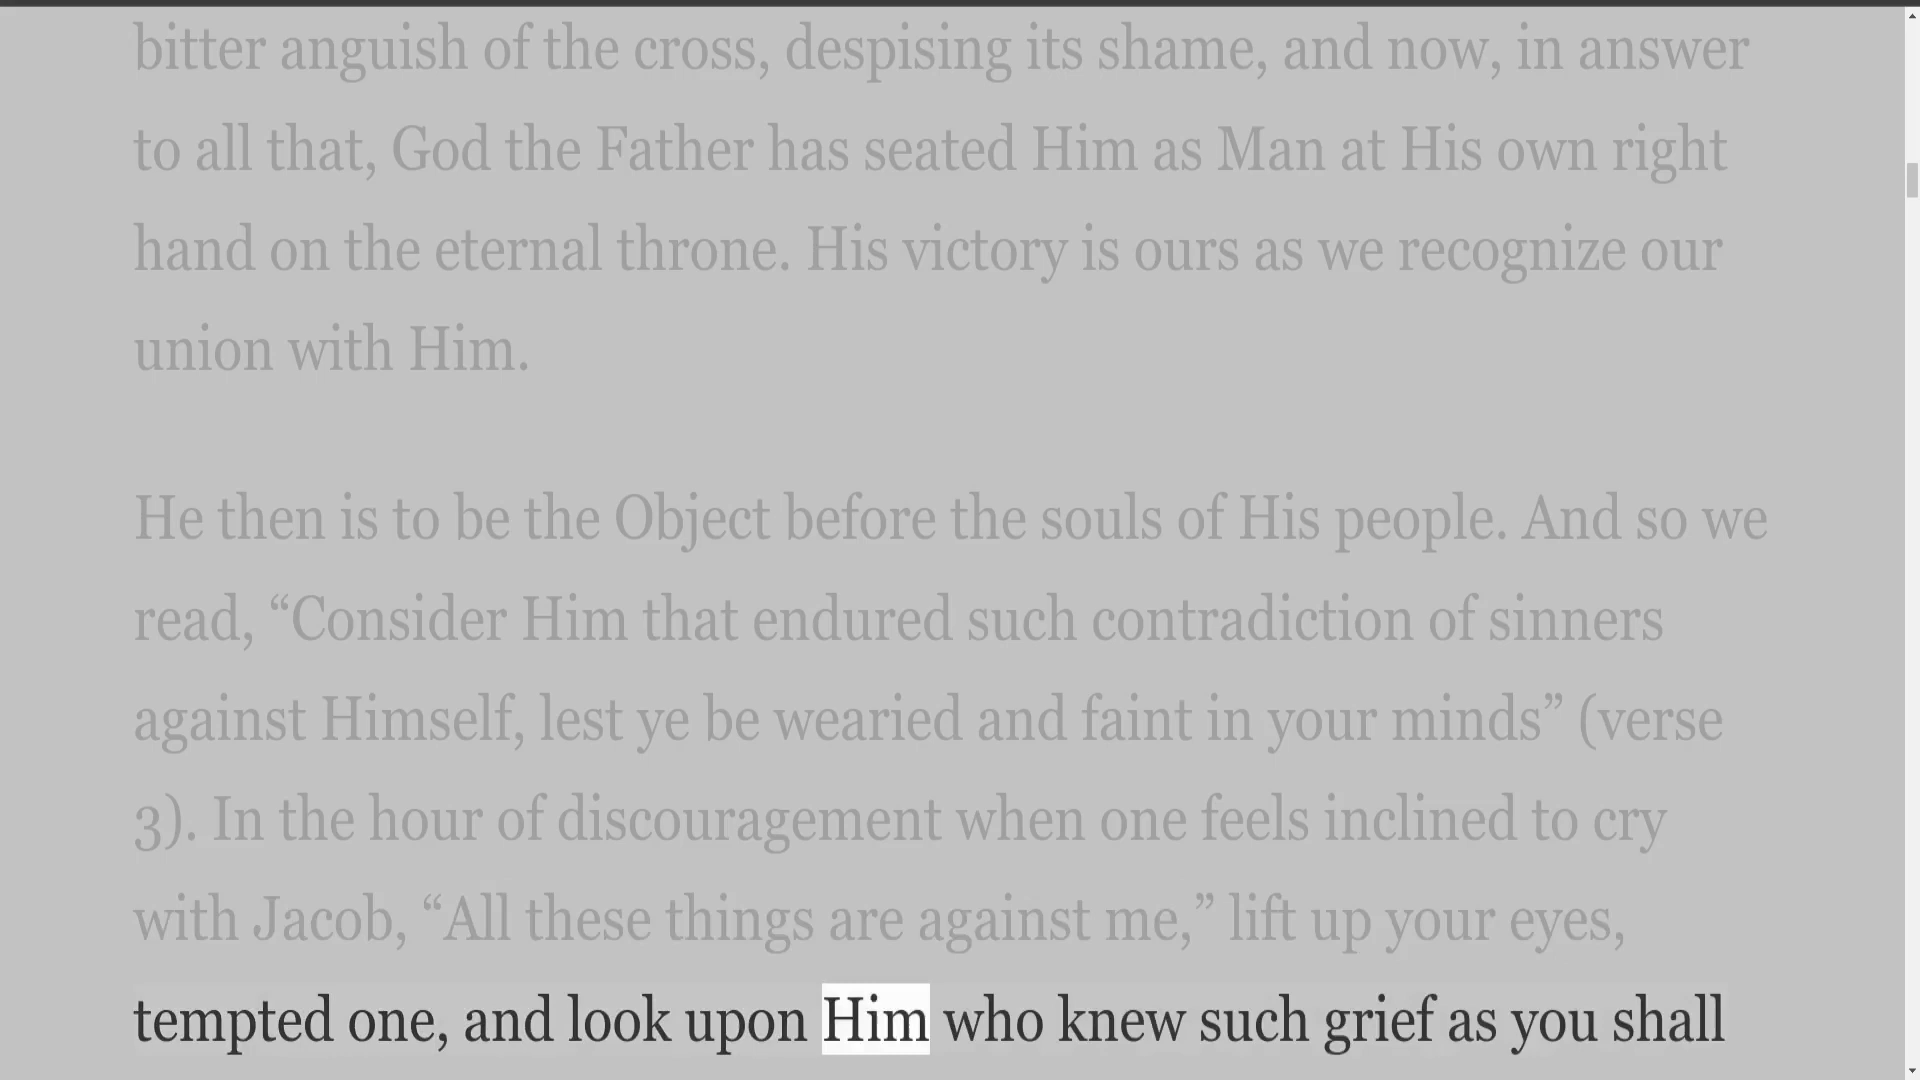 bitter anguish of the cross, despising its shame, and now, in answer
to all that, God the Father has seated Him as Man at His own right
hand on the eternal throne. His victory is ours as we recognize our
union with Him.
He then is to be the Object before the souls of His people. And so we
read, “Consider Him that endured such contradiction of sinners
against Himself, lest ye be wearied and faint in your minds” (verse
3). In the hour of discouragement when one feels inclined to cry
with Jacob, “All these things are against me,” lift up your eyes,
tempted one, and look upon Him who knew such grief as you shall